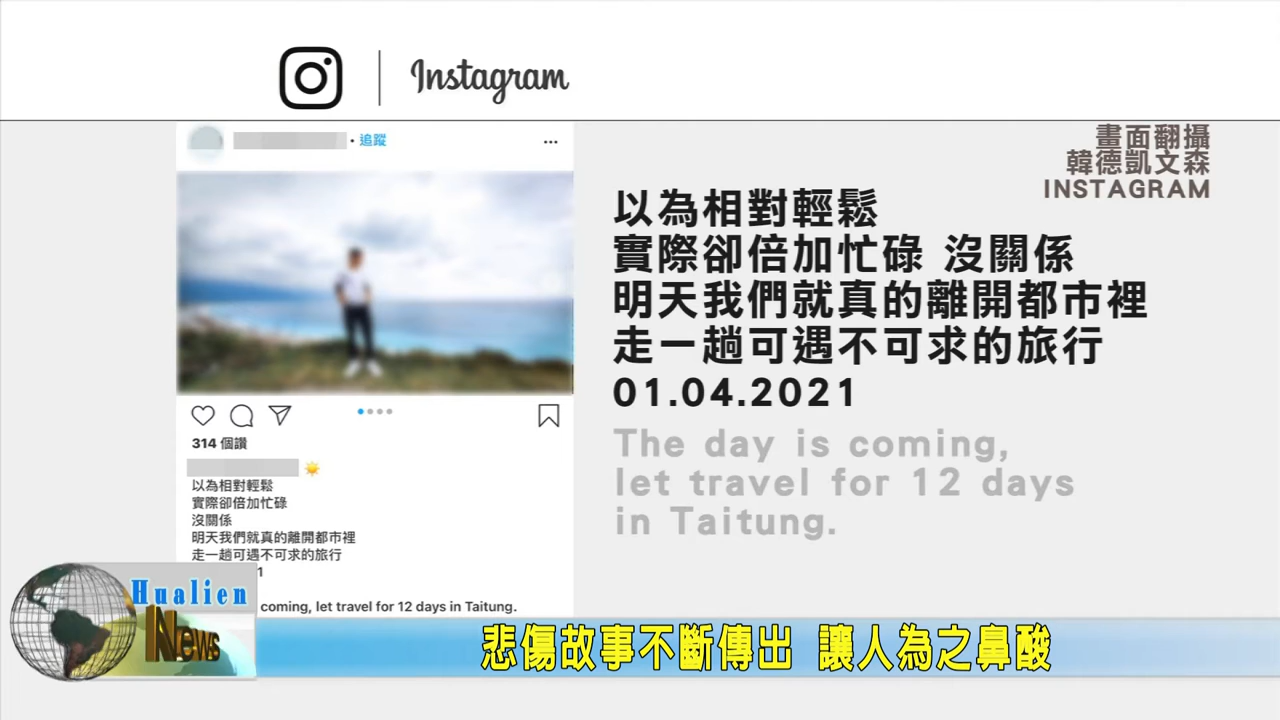 Instagram
• 追蹤
畫面翻攝
韓德凱文森
INSTAGRAM
以為相對輕鬆
實際卻倍加忙碌 沒關係
明天我們就真的離開都市裡
走一趟可遇不可求的旅行
01.04.2021
The day is coming,
let travel for 12 days
in Taitung.
314 個讚
以為相對輕鬆
實際卻倍加忙碌
沒關係
明天我們就真的離開都市裡
走一趟可遇不可求的旅行
1
coming, let travel for 12 days in Taitung.
Hualien
News
悲傷故事不斷傳出 讓人為之鼻酸